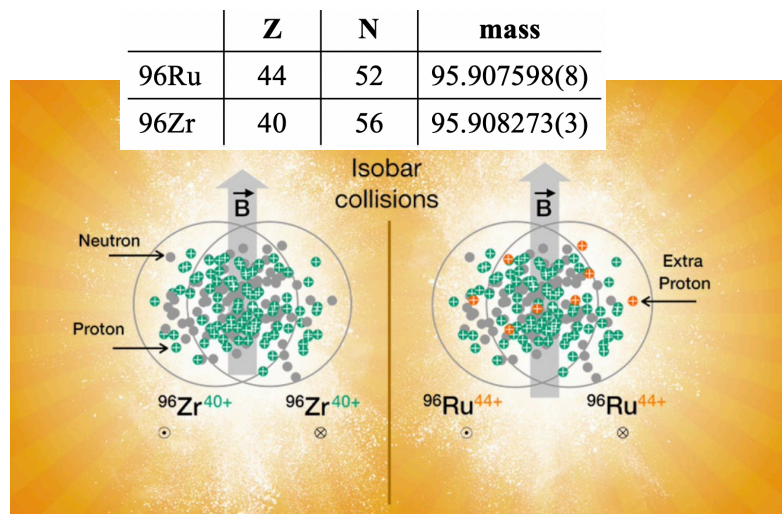 Z N mass
96Ru 44 52 95.907598(8)
96Zr 40 56 95.908273(3)
Isobar
collisions
B
B
Neutron
Extra
Proton
Proton
96Zr40+ 96Zr40+ 96Ru44+ 96Ru44+